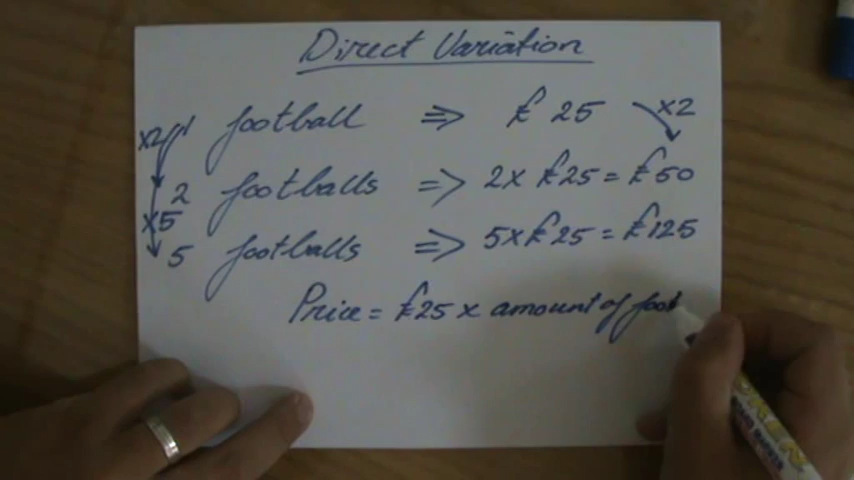 Direct Variation
1 football => £ 25 x2
x2
2 footballs => 2x £25 = £50
x5
5 footballs => 5x£25 = £125
Price = £25 x amount of foot